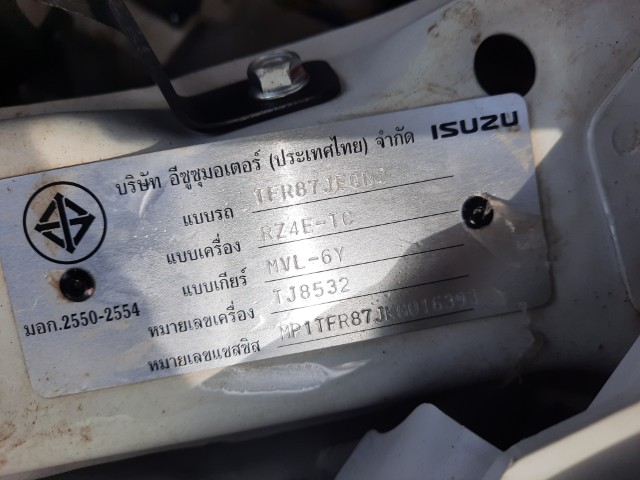 บริษัท อีซูซุมอเตอร์ (ประเทศไทย) จำกัด ISUZU
แบบรถ
แบบเครื่อง RZ4E-TC
แบบเกียร์ MVL-6Y
หมายเลขเครื่อง TJ8532
หมายเลขแชสซิส
มอก.2550-2554